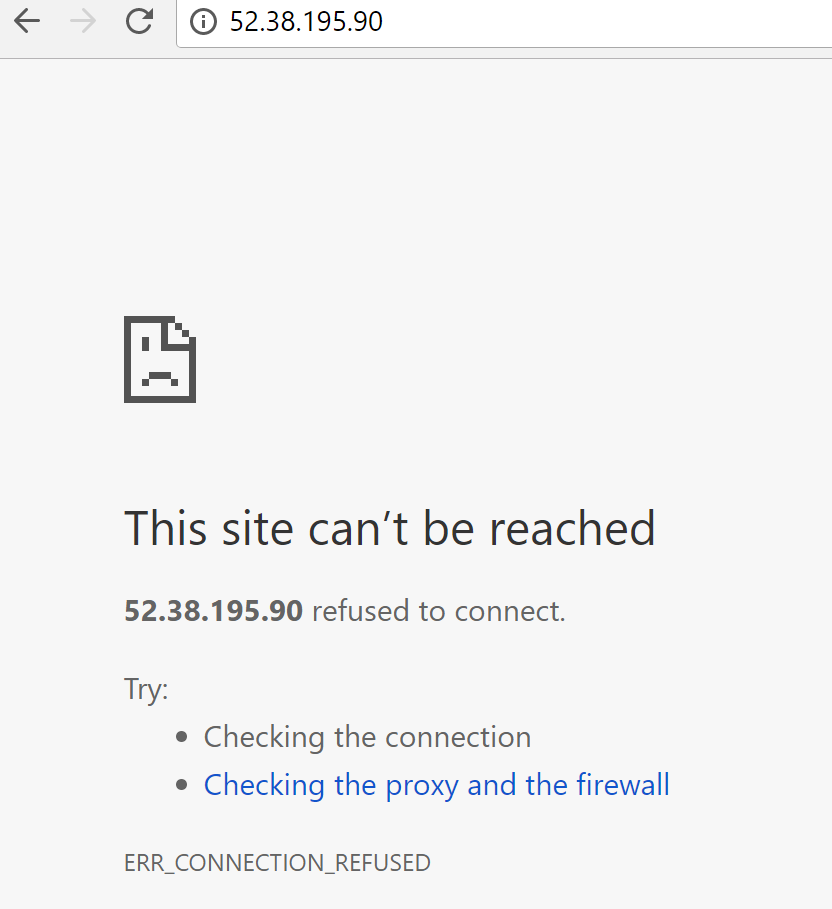 52.38.195.90
This site can’t be reached
52.38.195.90 refused to connect.
Try:
Checking the connection
Checking the proxy and the firewall
ERR_CONNECTION_REFUSED